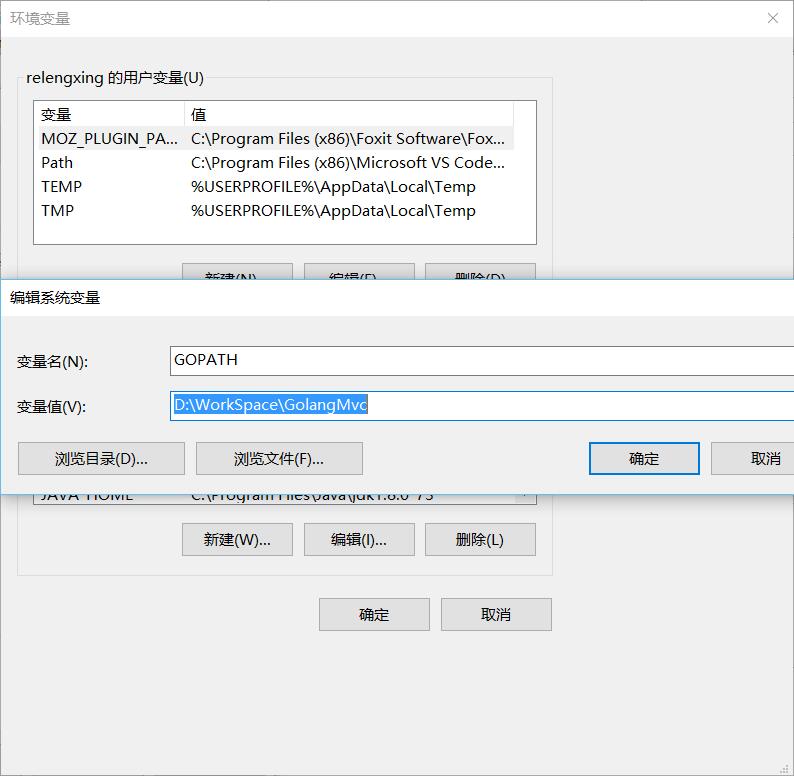 环境变量
relengxing 的用户变量(U)
变量 值
MOZ_PLUGIN_PA... C:\Program Files (x86)\Foxit Software\Fox...
Path C:\Program Files (x86)\Microsoft VS Code...
TEMP %USERPROFILE%\AppData\Local\Temp
TMP %USERPROFILE%\AppData\Local\Temp
新建(N)... 编辑(E)... 删除(D)
编辑系统变量
变量名(N): GOPATH
变量值(V): D:\WorkSpace\GolangMvc
浏览目录(D)... 浏览文件(F)... 确定 取消
JAVA_HOME C:\Program Files\Java\jdk1.8.0_73
新建(W)... 编辑(I)... 删除(L)
确定 取消